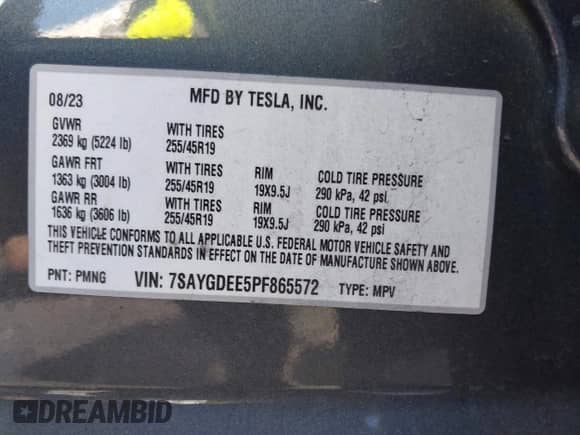 08/23 MFD BY TESLA, INC.
GVWR WITH TIRES
2369 kg (5224 lb) 255/45R19
GAWR FRT WITH TIRES RIM COLD TIRE PRESSURE
1363 kg (3004 lb) 255/45R19 19X9.5J 290 kPa, 42 psi
GAWR RR WITH TIRES RIM COLD TIRE PRESSURE
1636 kg (3606 lb) 255/45R19 19X9.5J 290 kPa, 42 psi
THIS VEHICLE CONFORMS TO ALL APPLICABLE U.S. FEDERAL MOTOR VEHICLE SAFETY AND
THEFT PREVENTION STANDARDS IN EFFECT ON THE DATE OF MANUFACTURE SHOWN ABOVE.
PNT: PMNG VIN: 7SAYGDEE5PF865572 TYPE: MPV
DREAMBID